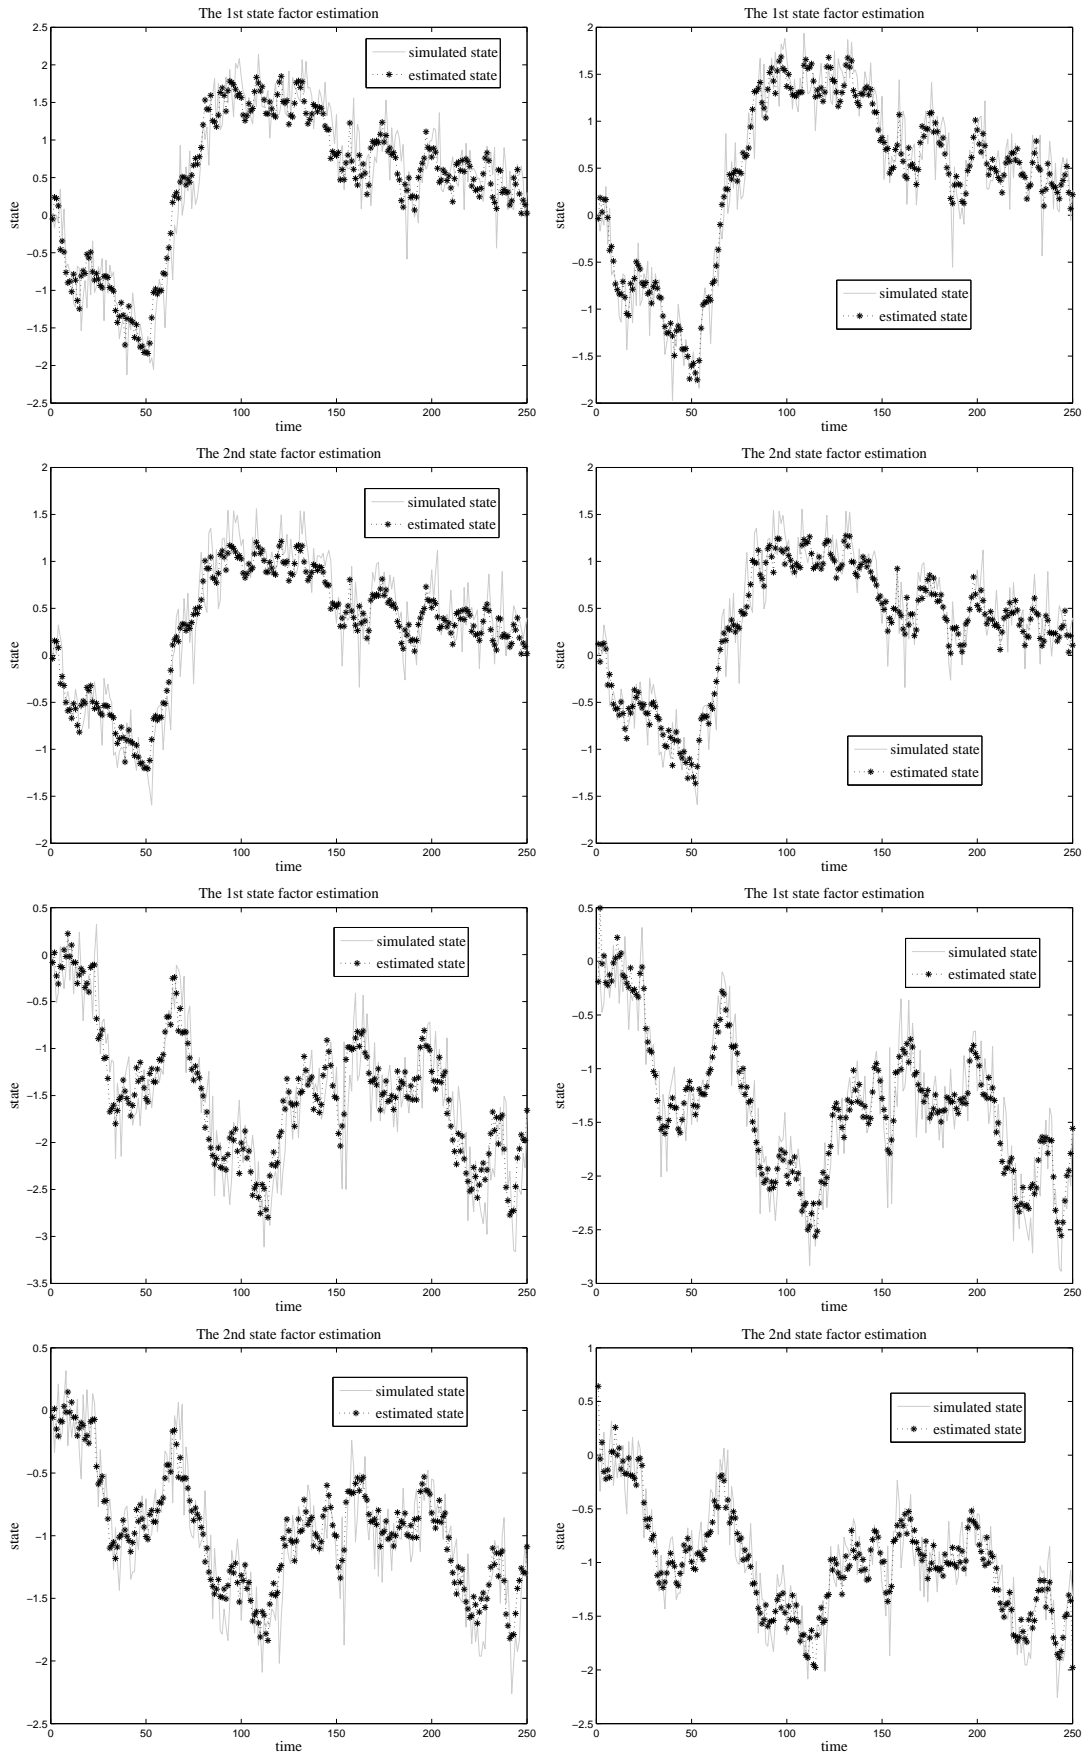 The 1st state factor estimation
2.5
2
1.5
1
0.5
0
−0.5
−1
−1.5
−2
−2.5
0 50 100 150 200 250
state
time
simulated state
estimated state
The 1st state factor estimation
2
1.5
1
0.5
0
−0.5
−1
−1.5
−2
0 50 100 150 200 250
state
time
simulated state
estimated state
The 2nd state factor estimation
2
1.5
1
0.5
0
−0.5
−1
−1.5
−2
0 50 100 150 200 250
state
time
simulated state
estimated state
The 2nd state factor estimation
2
1.5
1
0.5
0
−0.5
−1
−1.5
−2
0 50 100 150 200 250
state
time
simulated state
estimated state
The 1st state factor estimation
0.5
0
−0.5
−1
−1.5
−2
−2.5
−3
−3.5
0 50 100 150 200 250
state
time
simulated state
estimated state
The 1st state factor estimation
0.5
0
−0.5
−1
−1.5
−2
−2.5
−3
0 50 100 150 200 250
state
time
simulated state
estimated state
The 2nd state factor estimation
0.5
0
−0.5
−1
−1.5
−2
−2.5
0 50 100 150 200 250
state
time
simulated state
estimated state
The 2nd state factor estimation
1
0.5
0
−0.5
−1
−1.5
−2
−2.5
0 50 100 150 200 250
state
time
simulated state
estimated state